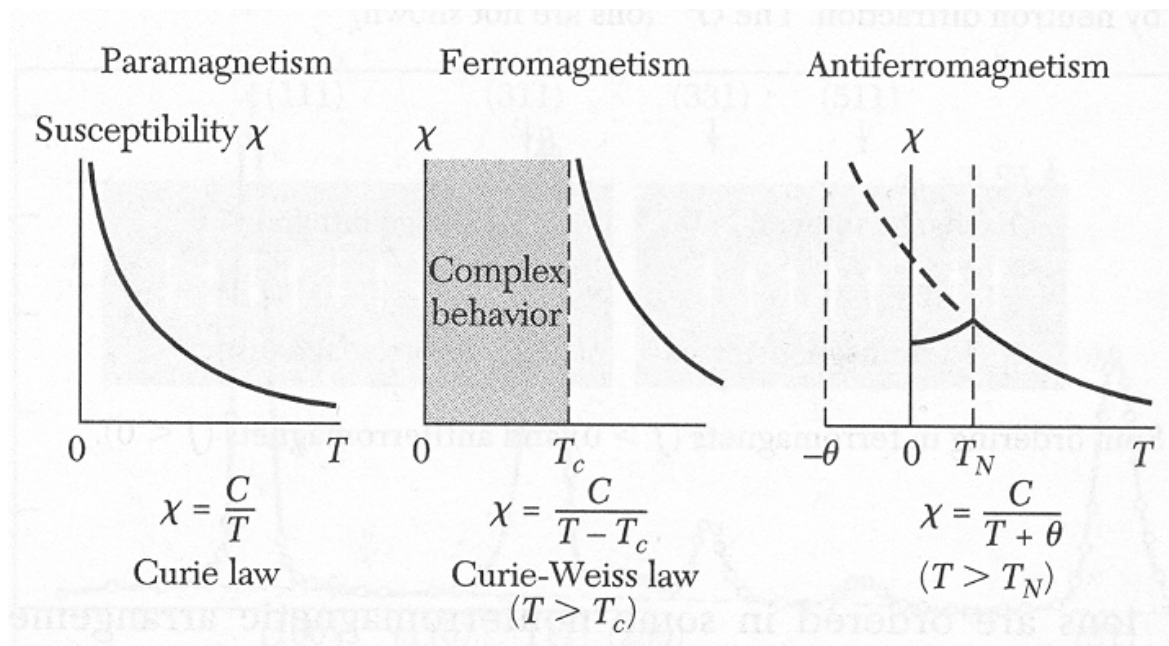 Paramagnetism
Susceptibility χ
0
T
χ = C/T
Curie law
Ferromagnetism
χ
Complex
behavior
0
T_c
χ = C/(T − T_c)
Curie-Weiss law
(T > T_c)
Antiferromagnetism
χ
−θ
0
T_N
T
χ = C/(T + θ)
(T > T_N)